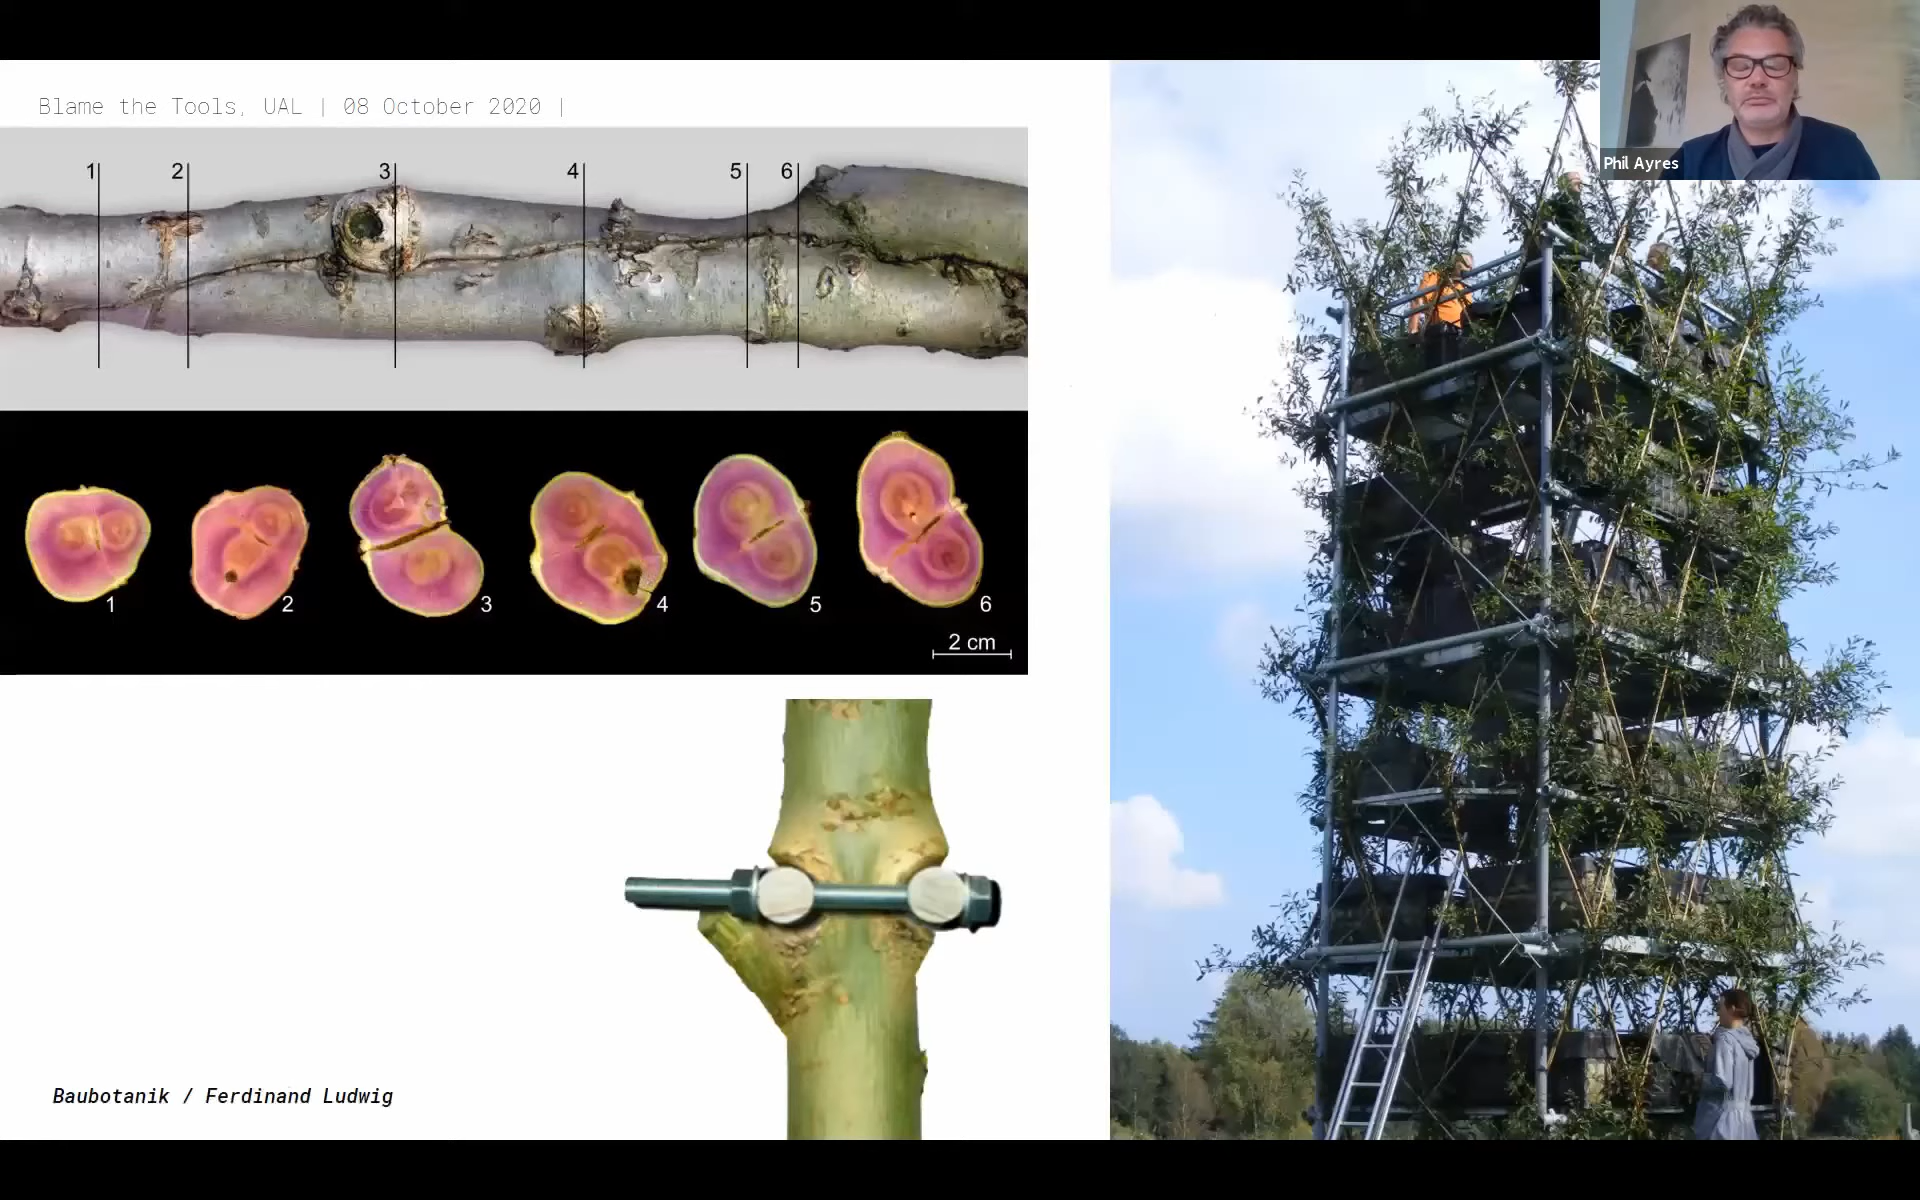 Blame the Tools, UAL | 08 October 2020 |
Phil Ayres
1 2 3 4 5 6
1 2 3 4 5 6
2 cm
Baubotanik / Ferdinand Ludwig